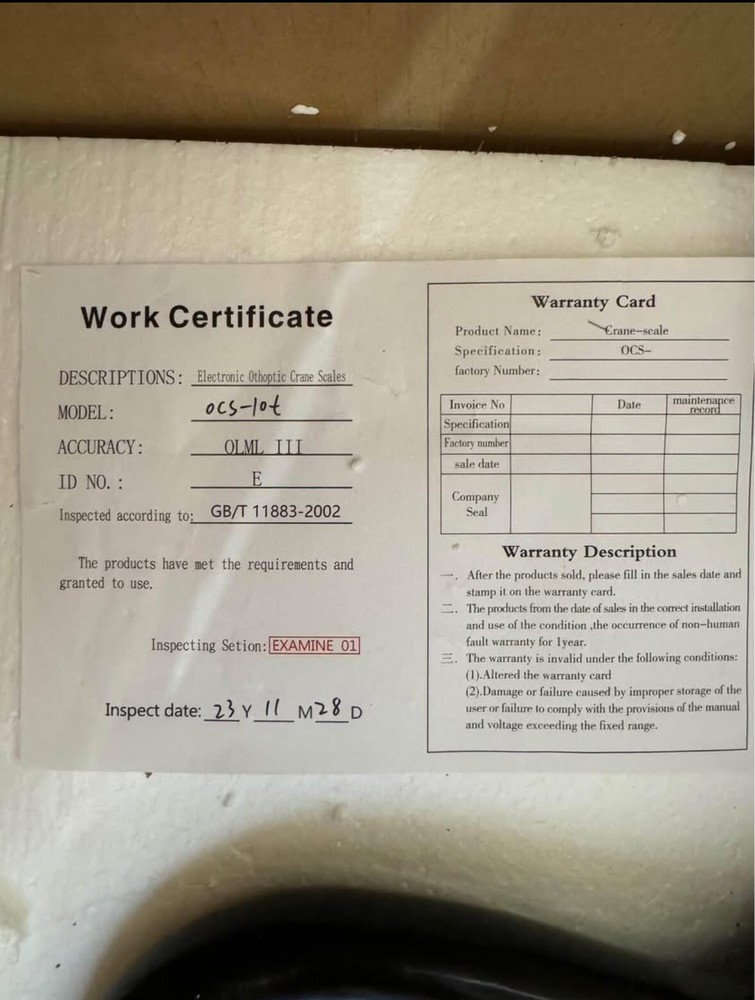 Work Certificate
DESCRIPTIONS: Electronic Othoptic Crane Scales
MODEL: OCS-10t
ACCURACY: OLML III
ID NO. : E
Inspected according to: GB/T 11883-2002
The products have met the requirements and
granted to use.
Inspecting Setion: EXAMINE 01
Inspect date: 23 Y 11 M 28 D
Warranty Card
Product Name: Crane-scale
Specification: OCS-
factory Number:
Invoice No Date maintenance
record
Specification
Factory number
sale date
Company
Seal
Warranty Description
一. After the products sold, please fill in the sales date and
stamp it on the warranty card.
二. The products from the date of sales in the correct installation
and use of the condition ,the occurrence of non-human
fault warranty for 1year.
三. The warranty is invalid under the following conditions:
(1).Altered the warranty card
(2).Damage or failure caused by improper storage of the
user or failure to comply with the provisions of the manual
and voltage exceeding the fixed range.